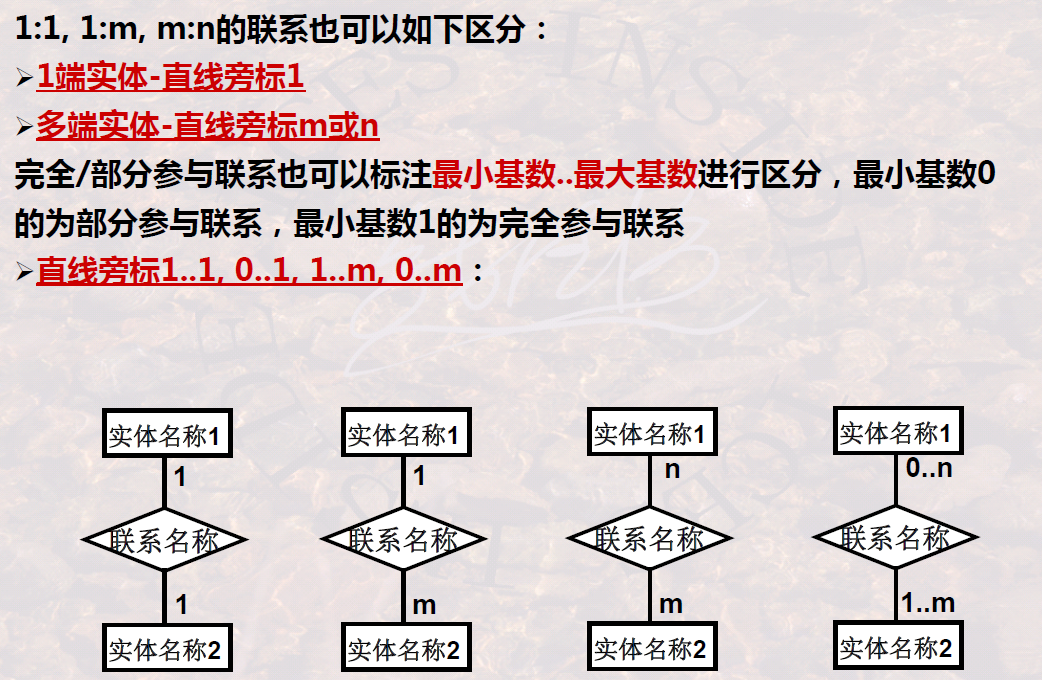 1:1, 1:m, m:n的联系也可以如下区分：
➢1端实体-直线旁标1
➢多端实体-直线旁标m或n
完全/部分参与联系也可以标注最小基数..最大基数进行区分，最小基数0
的为部分参与联系，最小基数1的为完全参与联系
➢直线旁标1..1, 0..1, 1..m, 0..m：
实体名称1 实体名称1 实体名称1 实体名称1
1 1 n 0..n
联系名称 联系名称 联系名称 联系名称
1 m m 1..m
实体名称2 实体名称2 实体名称2 实体名称2